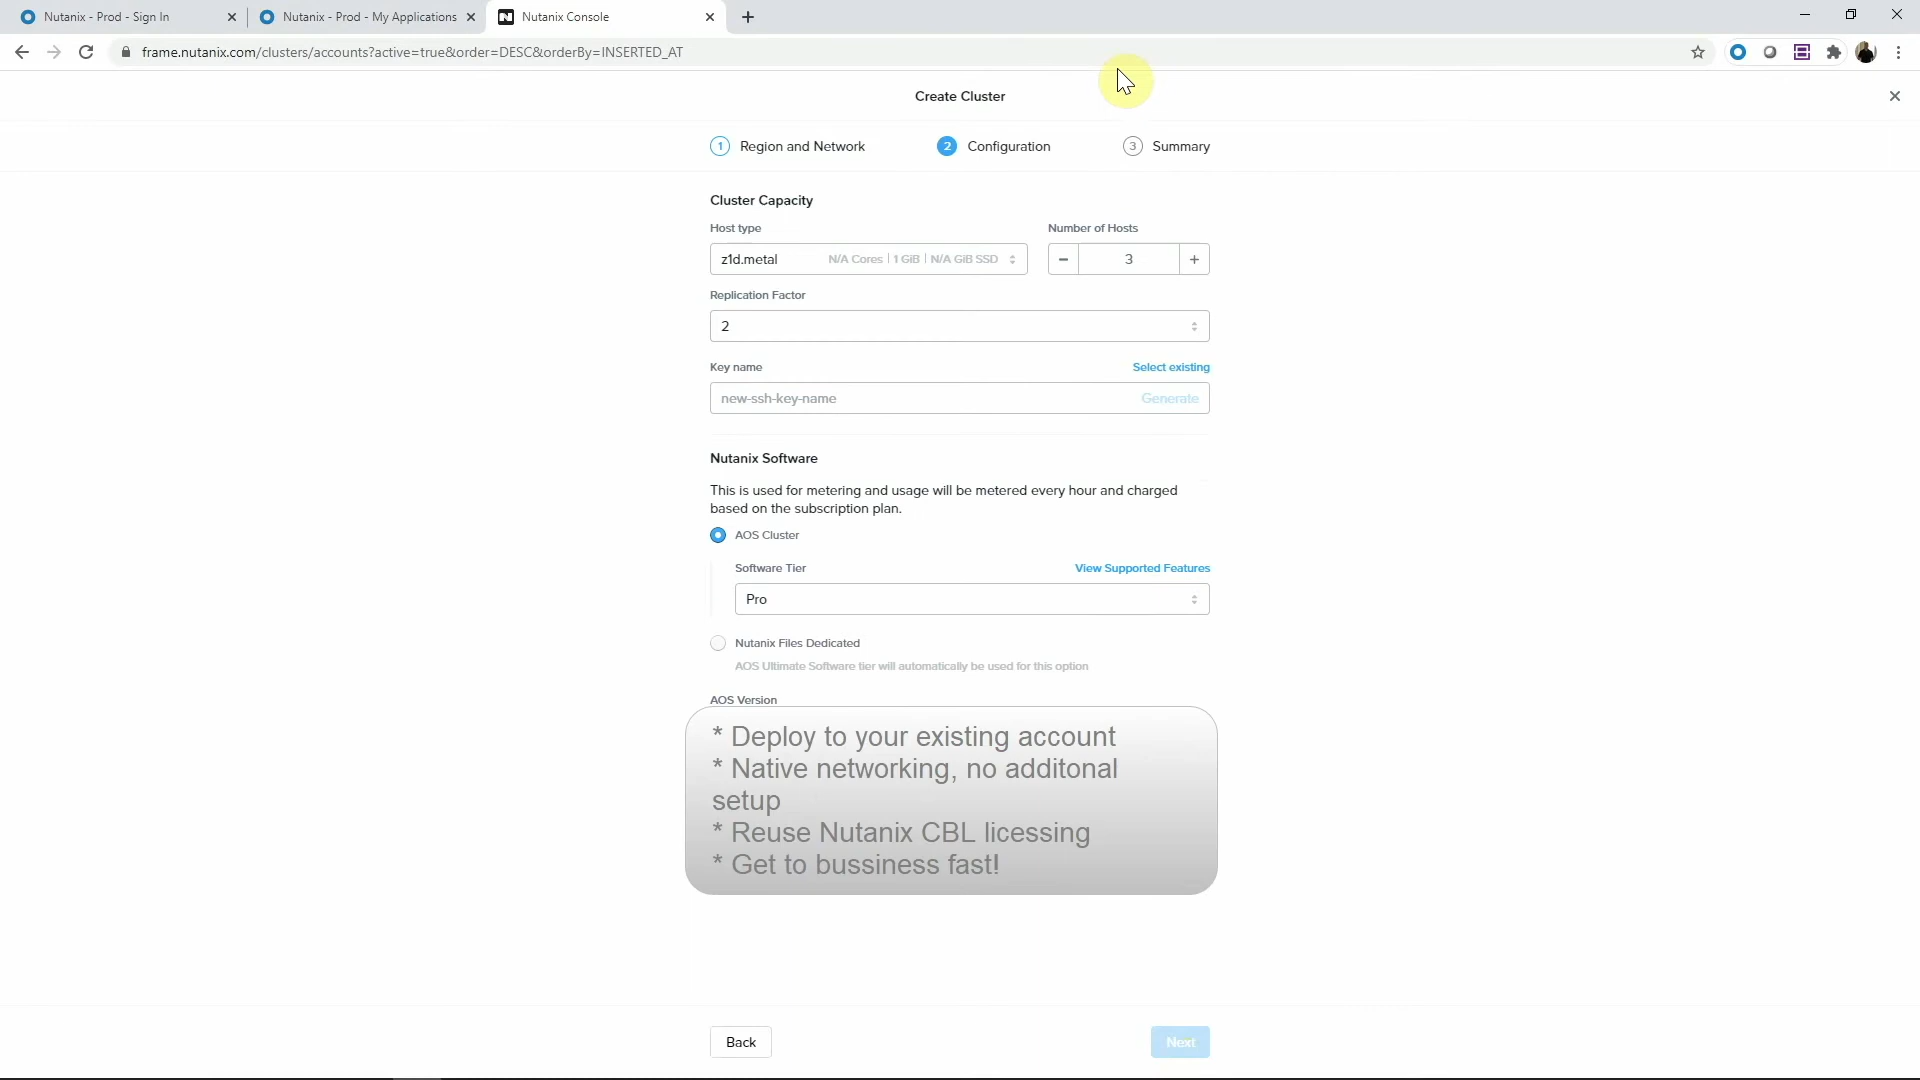 Nutanix - Prod - Sign In
Nutanix - Prod - My Applications
Nutanix Console
frame.nutanix.com/clusters/accounts?active=true&order=DESC&orderBy=INSERTED_AT
Create Cluster
1 Region and Network
2 Configuration
3 Summary
Cluster Capacity
Host type
Number of Hosts
z1d.metal N/A Cores | 1 GiB | N/A GiB SSD
3
Replication Factor
2
Key name
Select existing
new-ssh-key-name
Generate
Nutanix Software
This is used for metering and usage will be metered every hour and charged
based on the subscription plan.
AOS Cluster
Software Tier
View Supported Features
Pro
Nutanix Files Dedicated
AOS Ultimate Software tier will automatically be used for this option
AOS Version
* Deploy to your existing account
* Native networking, no additonal
setup
* Reuse Nutanix CBL licessing
* Get to bussiness fast!
Back
Next